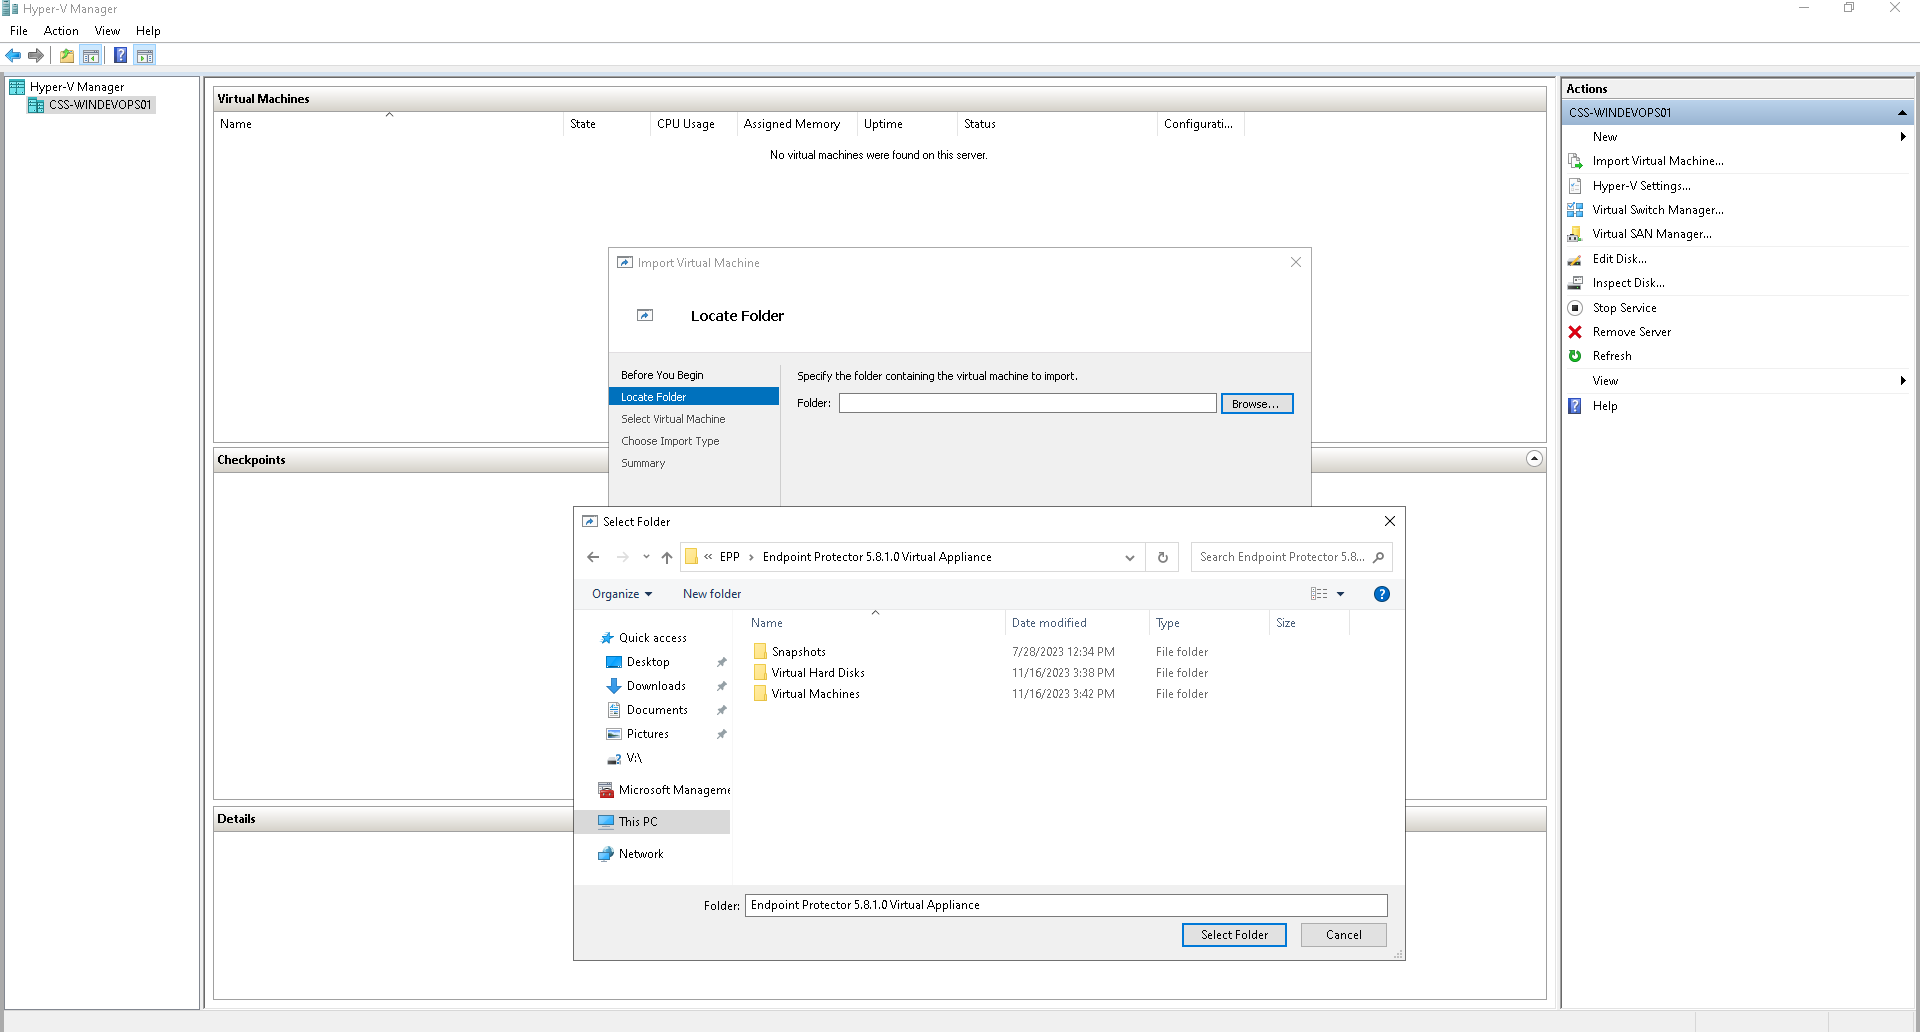 Hyper-V Manager
File Action View Help
Hyper-V Manager
CSS-WINDEVOPS01
Virtual Machines
Name State CPU Usage Assigned Memory Uptime Status Configurati...
No virtual machines were found on this server.
Import Virtual Machine
Locate Folder
Before You Begin
Locate Folder
Select Virtual Machine
Choose Import Type
Summary
Specify the folder containing the virtual machine to import.
Folder: Browse...
Checkpoints
Details
Select Folder
« EPP › Endpoint Protector 5.8.1.0 Virtual Appliance
Search Endpoint Protector 5.8...
Organize New folder
Quick access
Desktop
Downloads
Documents
Pictures
V:\
Microsoft Manageme
This PC
Network
Name Date modified Type Size
Snapshots 7/28/2023 12:34 PM File folder
Virtual Hard Disks 11/16/2023 3:38 PM File folder
Virtual Machines 11/16/2023 3:42 PM File folder
Folder: Endpoint Protector 5.8.1.0 Virtual Appliance
Select Folder Cancel
Actions
CSS-WINDEVOPS01
New
Import Virtual Machine...
Hyper-V Settings...
Virtual Switch Manager...
Virtual SAN Manager...
Edit Disk...
Inspect Disk...
Stop Service
Remove Server
Refresh
View
Help